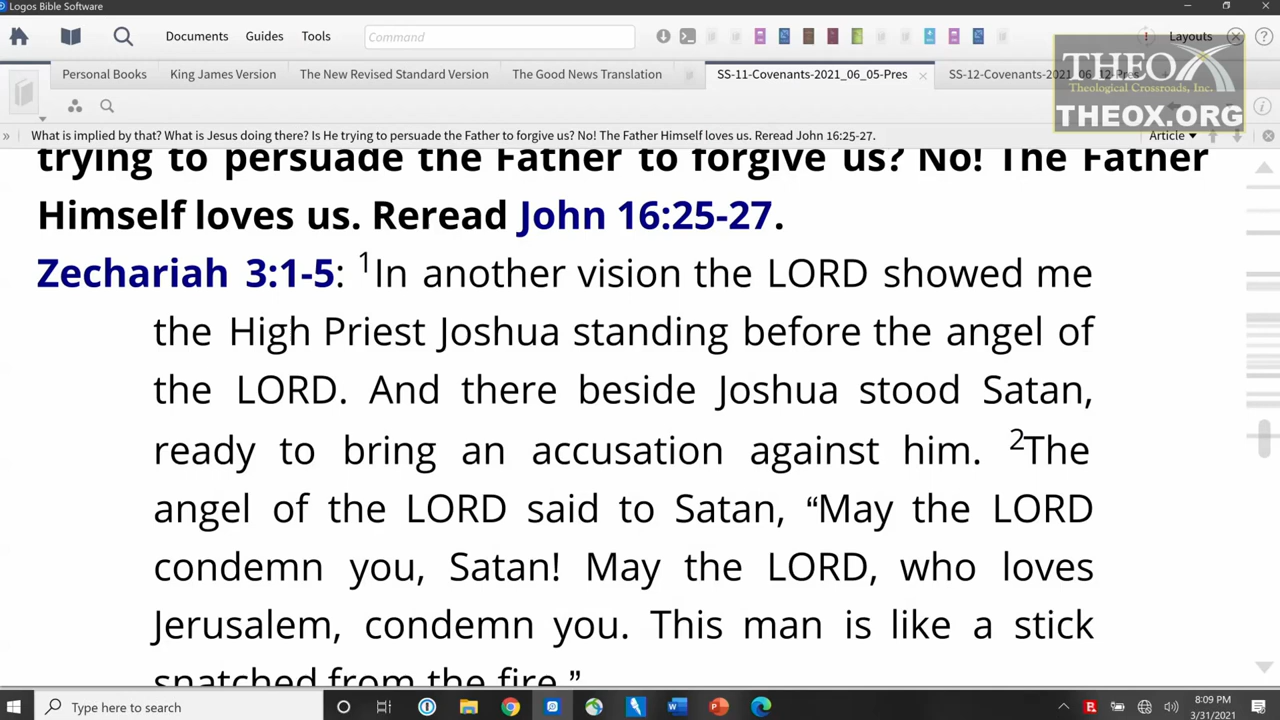 Logos Bible Software
Documents Guides Tools Command Layouts
THEOX
Theological Crossroads, Inc.
THEOX.ORG
Personal Books King James Version The New Revised Standard Version The Good News Translation SS-11-Covenants-2021_06_05-Pres SS-12-Covenants-2021_06_12-Pres
What is implied by that? What is Jesus doing there? Is He trying to persuade the Father to forgive us? No! The Father Himself loves us. Reread John 16:25-27. Article
trying to persuade the Father to forgive us? No! The Father
Himself loves us. Reread John 16:25-27.
Zechariah 3:1-5: 1In another vision the LORD showed me
the High Priest Joshua standing before the angel of
the LORD. And there beside Joshua stood Satan,
ready to bring an accusation against him. 2The
angel of the LORD said to Satan, “May the LORD
condemn you, Satan! May the LORD, who loves
Jerusalem, condemn you. This man is like a stick
snatched from the fire.”
Type here to search
8:09 PM
3/31/2021